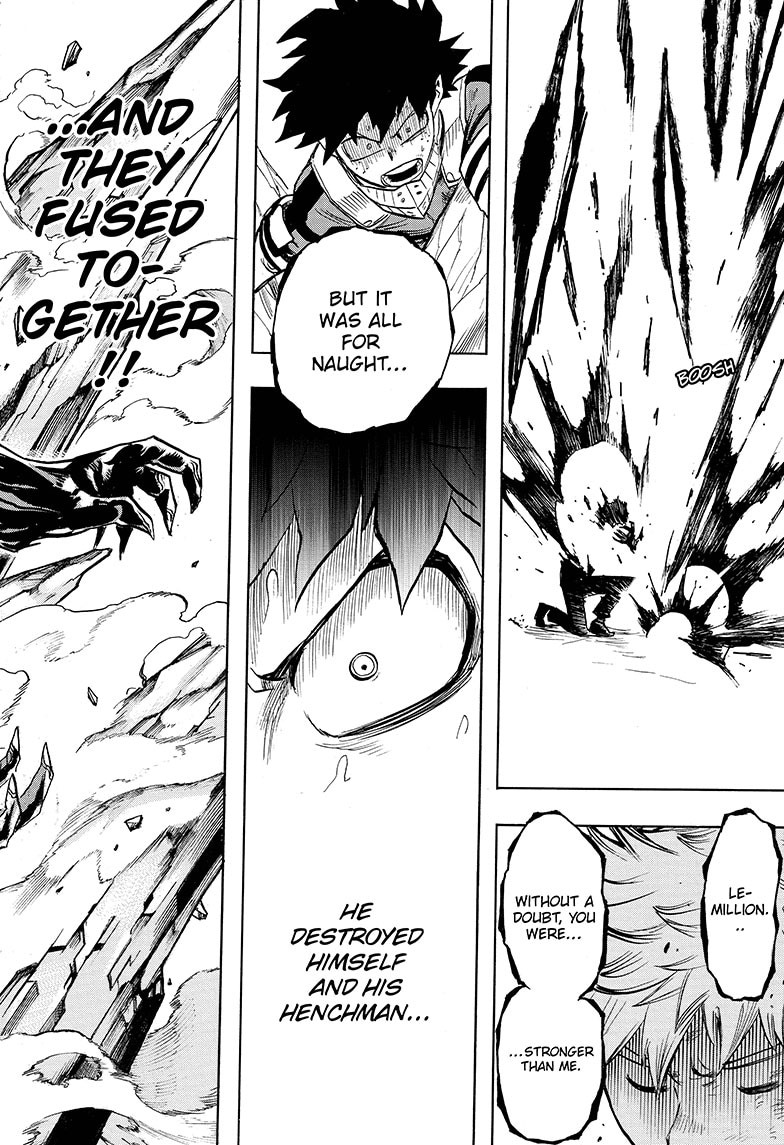 BOOSH
LE-
MILLION.
..
WITHOUT A
DOUBT, YOU
WERE...
...STRONGER
THAN ME.
BUT IT
WAS ALL
FOR
NAUGHT...
HE
DESTROYED
HIMSELF
AND HIS
HENCHMAN...
...AND
THEY
FUSED
TO-
GETHER
!!